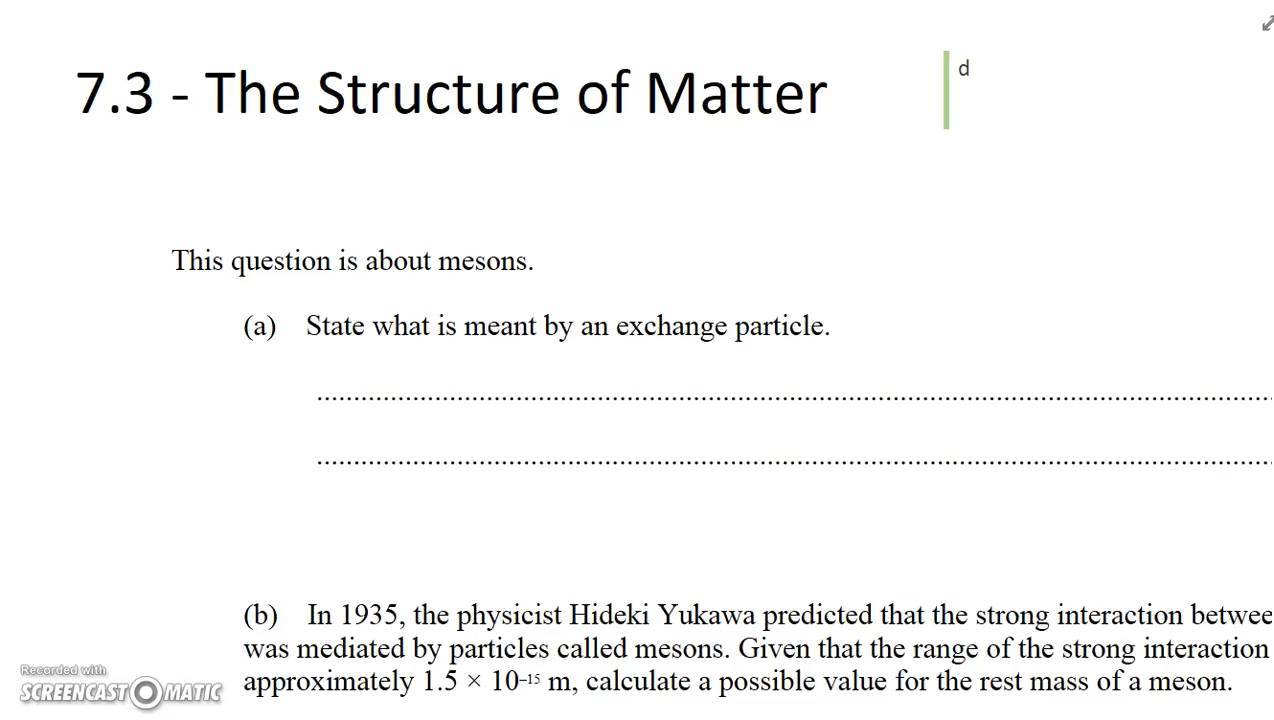 7.3 - The Structure of Matter
d
This question is about mesons.
(a) State what is meant by an exchange particle.
................................................................................................................................
................................................................................................................................
(b) In 1935, the physicist Hideki Yukawa predicted that the strong interaction betwee
was mediated by particles called mesons. Given that the range of the strong interaction
approximately 1.5 × 10⁻¹⁵ m, calculate a possible value for the rest mass of a meson.
Recorded with
SCREENCAST O MATIC